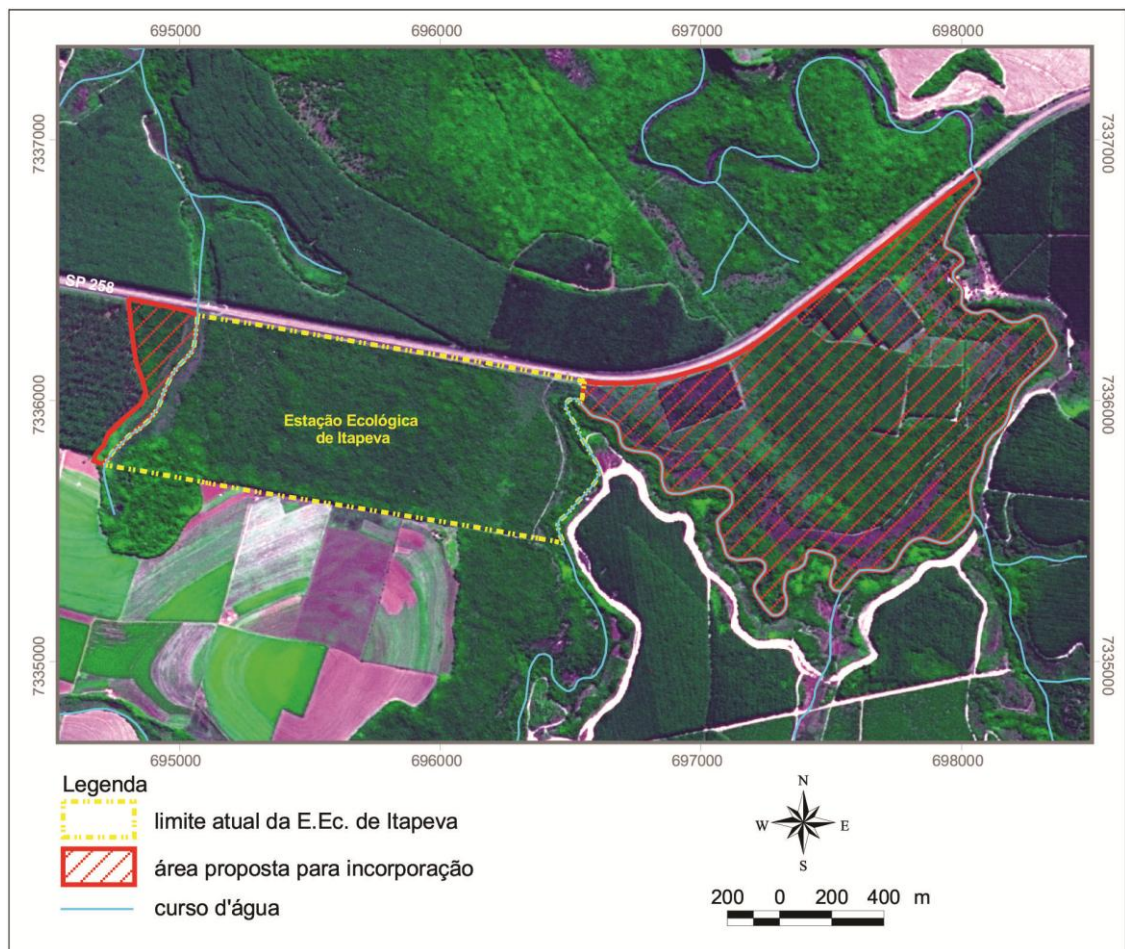 695000 696000 697000 698000
7337000 7337000
SP 258
7336000 7336000
Estação Ecológica
de Itapeva
7335000 7335000
695000 696000 697000 698000
Legenda
limite atual da E.Ec. de Itapeva
área proposta para incorporação
curso d'água
N
W E
S
200 0 200 400 m